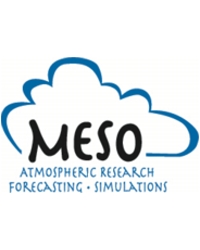 MESO
ATMOSPHERIC RESEARCH
FORECASTING • SIMULATIONS